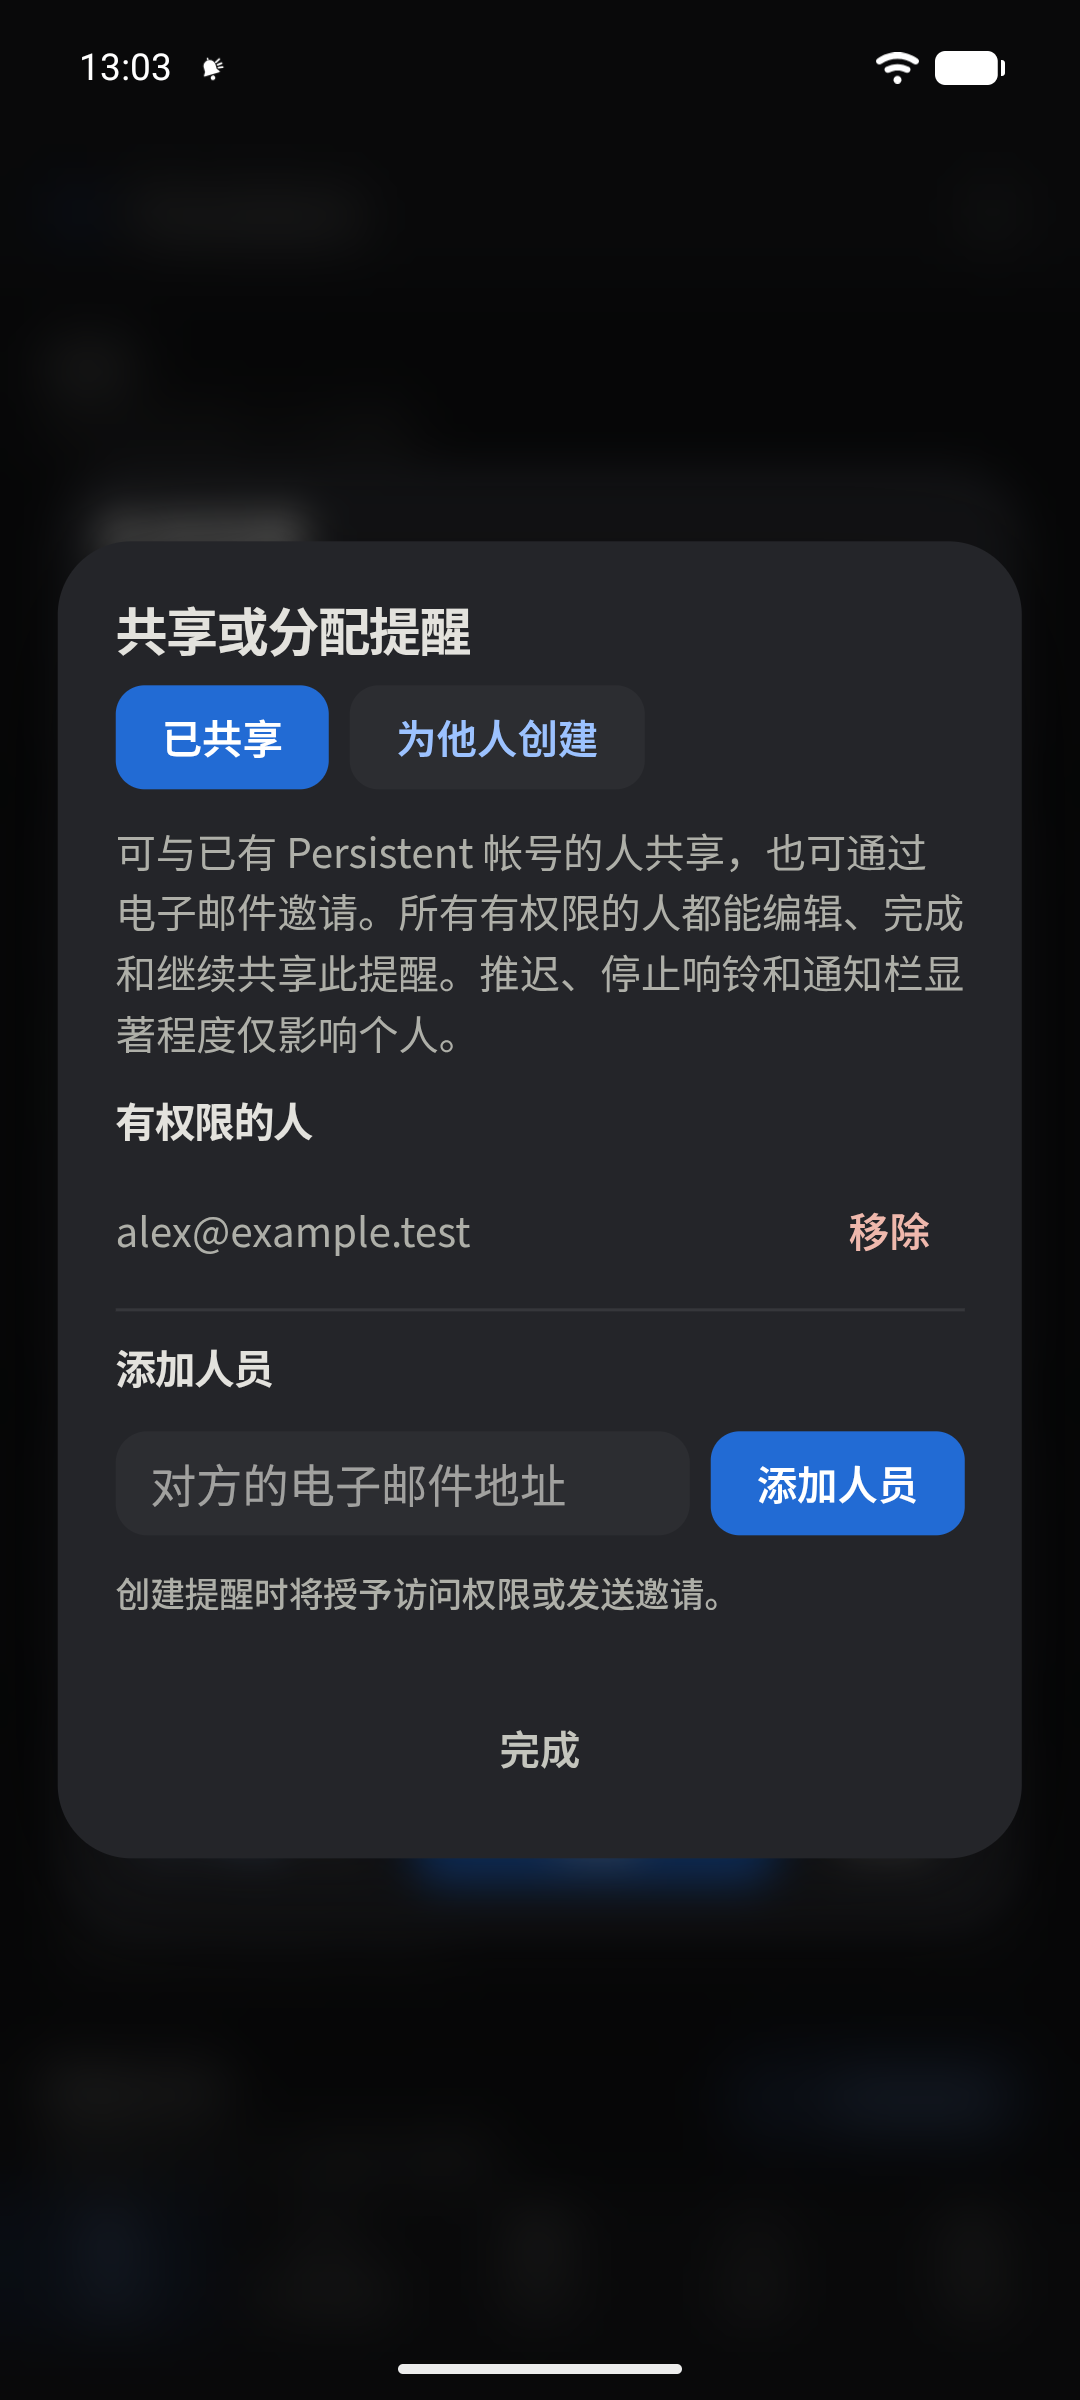 13:03
共享或分配提醒
已共享
为他人创建
可与已有 Persistent 帐号的人共享，也可通过
电子邮件邀请。所有有权限的人都能编辑、完成
和继续共享此提醒。推迟、停止响铃和通知栏显
著程度仅影响个人。
有权限的人
alex@example.test
移除
添加人员
对方的电子邮件地址
添加人员
创建提醒时将授予访问权限或发送邀请。
完成